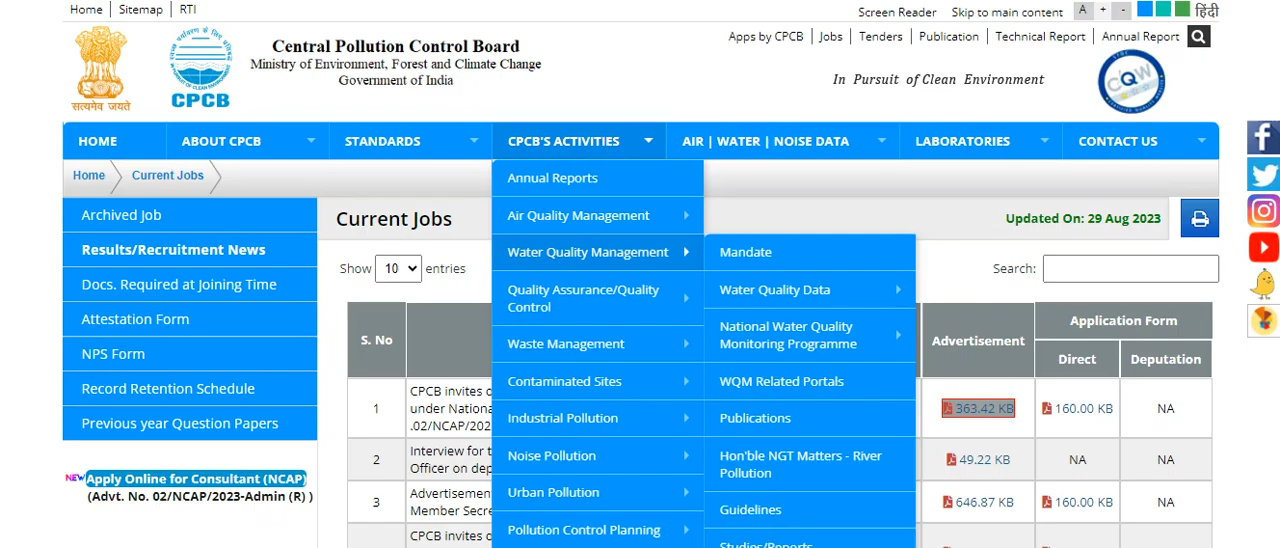 Home Sitemap RTI
Screen Reader Skip to main content A + - हिंदी
Apps by CPCB Jobs Tenders Publication Technical Report Annual Report
सत्यमेव जयते
CPCB
Central Pollution Control Board
Ministry of Environment, Forest and Climate Change
Government of India
In Pursuit of Clean Environment
CQW
HOME ABOUT CPCB STANDARDS CPCB'S ACTIVITIES AIR | WATER | NOISE DATA LABORATORIES CONTACT US
Home Current Jobs
Archived Job
Results/Recruitment News
Docs. Required at Joining Time
Attestation Form
NPS Form
Record Retention Schedule
Previous year Question Papers
NEW Apply Online for Consultant (NCAP)
(Advt. No. 02/NCAP/2023-Admin (R) )
Annual Reports
Air Quality Management
Water Quality Management
Quality Assurance/Quality
Control
Waste Management
Contaminated Sites
Industrial Pollution
Noise Pollution
Urban Pollution
Pollution Control Planning
Mandate
Water Quality Data
National Water Quality
Monitoring Programme
WQM Related Portals
Publications
Hon'ble NGT Matters - River
Pollution
Guidelines
Studies/Reports
Current Jobs
Updated On: 29 Aug 2023
Show 10 entries
Search:
S. No Advertisement Application Form
Direct Deputation
1 CPCB invites
under Nationa
.02/NCAP/202
363.42 KB 160.00 KB NA
2 Interview for
Officer on dep
49.22 KB NA NA
3 Advertisement
Member Secre
646.87 KB 160.00 KB NA
CPCB invites